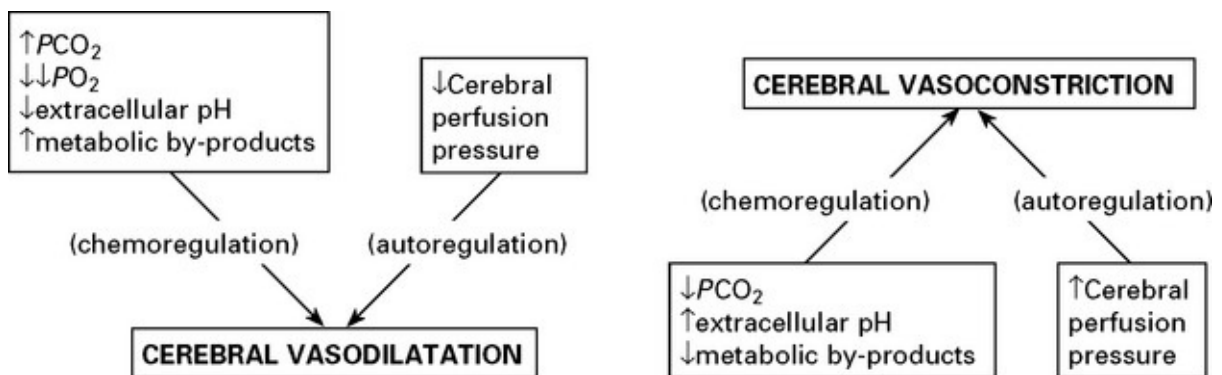 ↑PCO₂
↓↓PO₂
↓extracellular pH
↑metabolic by-products
↓Cerebral
perfusion
pressure
(chemoregulation)
(autoregulation)
CEREBRAL VASODILATATION
CEREBRAL VASOCONSTRICTION
(chemoregulation)
(autoregulation)
↓PCO₂
↑extracellular pH
↓metabolic by-products
↑Cerebral
perfusion
pressure